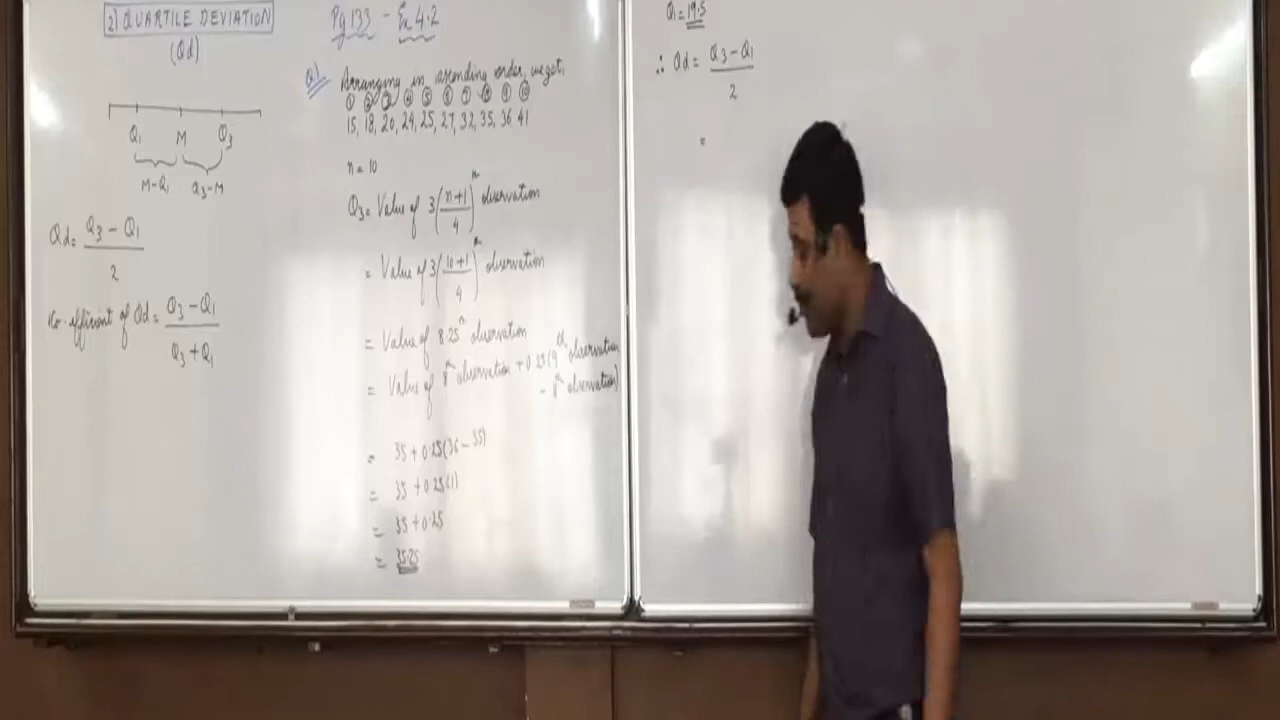 2) QUARTILE DEVIATION
(Qd)
Q₁ M Q₃
M-Q₁ Q₃-M
Qd = Q₃ - Q₁ / 2
Co-efficient of Qd = Q₃ - Q₁ / Q₃ + Q₁
Pg 133 - Ex 4.2
Q1) Arranging in ascending order, we get,
① ② ③ ④ ⑤ ⑥ ⑦ ⑧ ⑨ ⑩
15, 18, 20, 24, 25, 27, 32, 35, 36, 41
n = 10
Q₃ = Value of 3(n+1 / 4)th observation
= Value of 3(10+1 / 4)th observation
= Value of 8.25th observation
= Value of 8th observation + 0.25(9th observation
- 8th observation)
= 35 + 0.25(36 - 35)
= 35 + 0.25(1)
= 35 + 0.25
= 35.25
Q₁ = 19.5
∴ Qd = Q₃ - Q₁ / 2
=